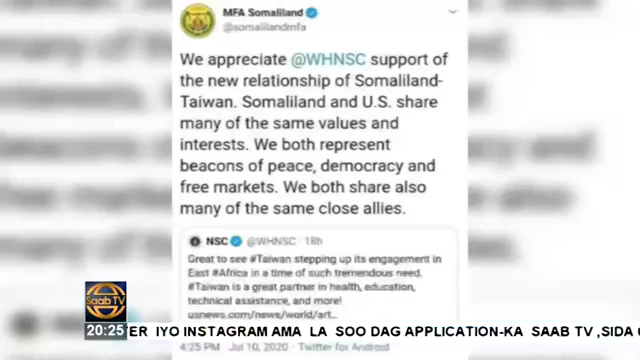 MFA Somaliland
@somalilandmfa
We appreciate @WHNSC support of
the new relationship of Somaliland-
Taiwan. Somaliland and U.S. share
many of the same values and
interests. We both represent
beacons of peace, democracy and
free markets. We both share also
many of the same close allies.
NSC @WHNSC · 18h
Great to see #Taiwan stepping up its engagement in
East #Africa in a time of such tremendous need.
#Taiwan is a great partner in health, education,
technical assistance, and more!
usnews.com/news/world/art...
4:25 PM Jul 10, 2020 · Twitter for Android
Saab TV
20:25 TER IYO INSTAGRAM AMA LA SOO DAG APPLICATION-KA SAAB TV ,SIDA